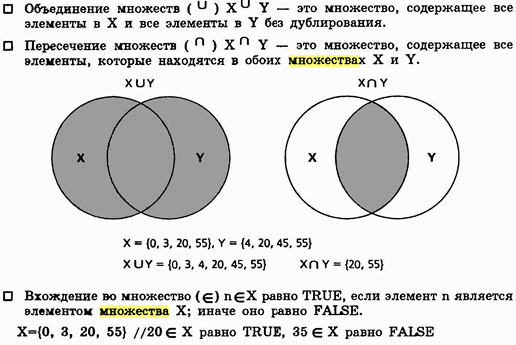 □ Объединение множеств ( ∪ ) X ∪ Y — это множество, содержащее все
элементы в X и все элементы в Y без дублирования.
□ Пересечение множеств ( ∩ ) X ∩ Y — это множество, содержащее все
элементы, которые находятся в обоих множествах X и Y.
X∪Y
X∩Y
X
Y
X
Y
X = {0, 3, 20, 55}, Y = {4, 20, 45, 55}
X∪Y = {0, 3, 4, 20, 45, 55}
X∩Y = {20, 55}
□ Вхождение во множество (∈) n∈X равно TRUE, если элемент n является
элементом множества X; иначе оно равно FALSE.
X={0, 3, 20, 55} //20 ∈ X равно TRUE, 35 ∈ X равно FALSE